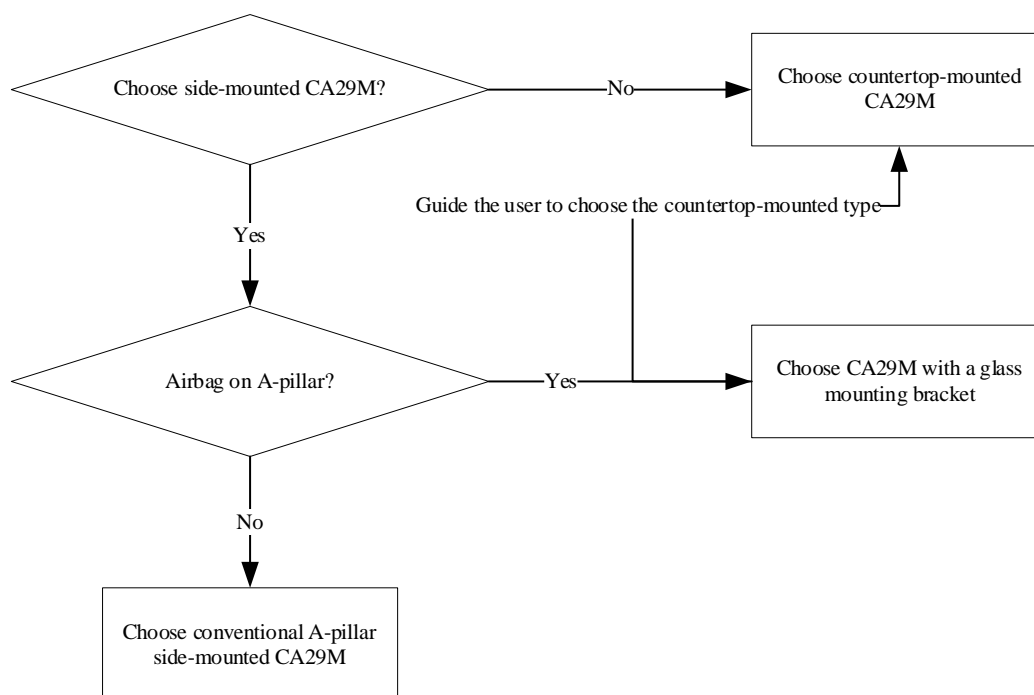 Choose side-mounted CA29M?
No
Choose countertop-mounted
CA29M
Guide the user to choose the countertop-mounted type
Yes
Airbag on A-pillar?
Yes
Choose CA29M with a glass
mounting bracket
No
Choose conventional A-pillar
side-mounted CA29M